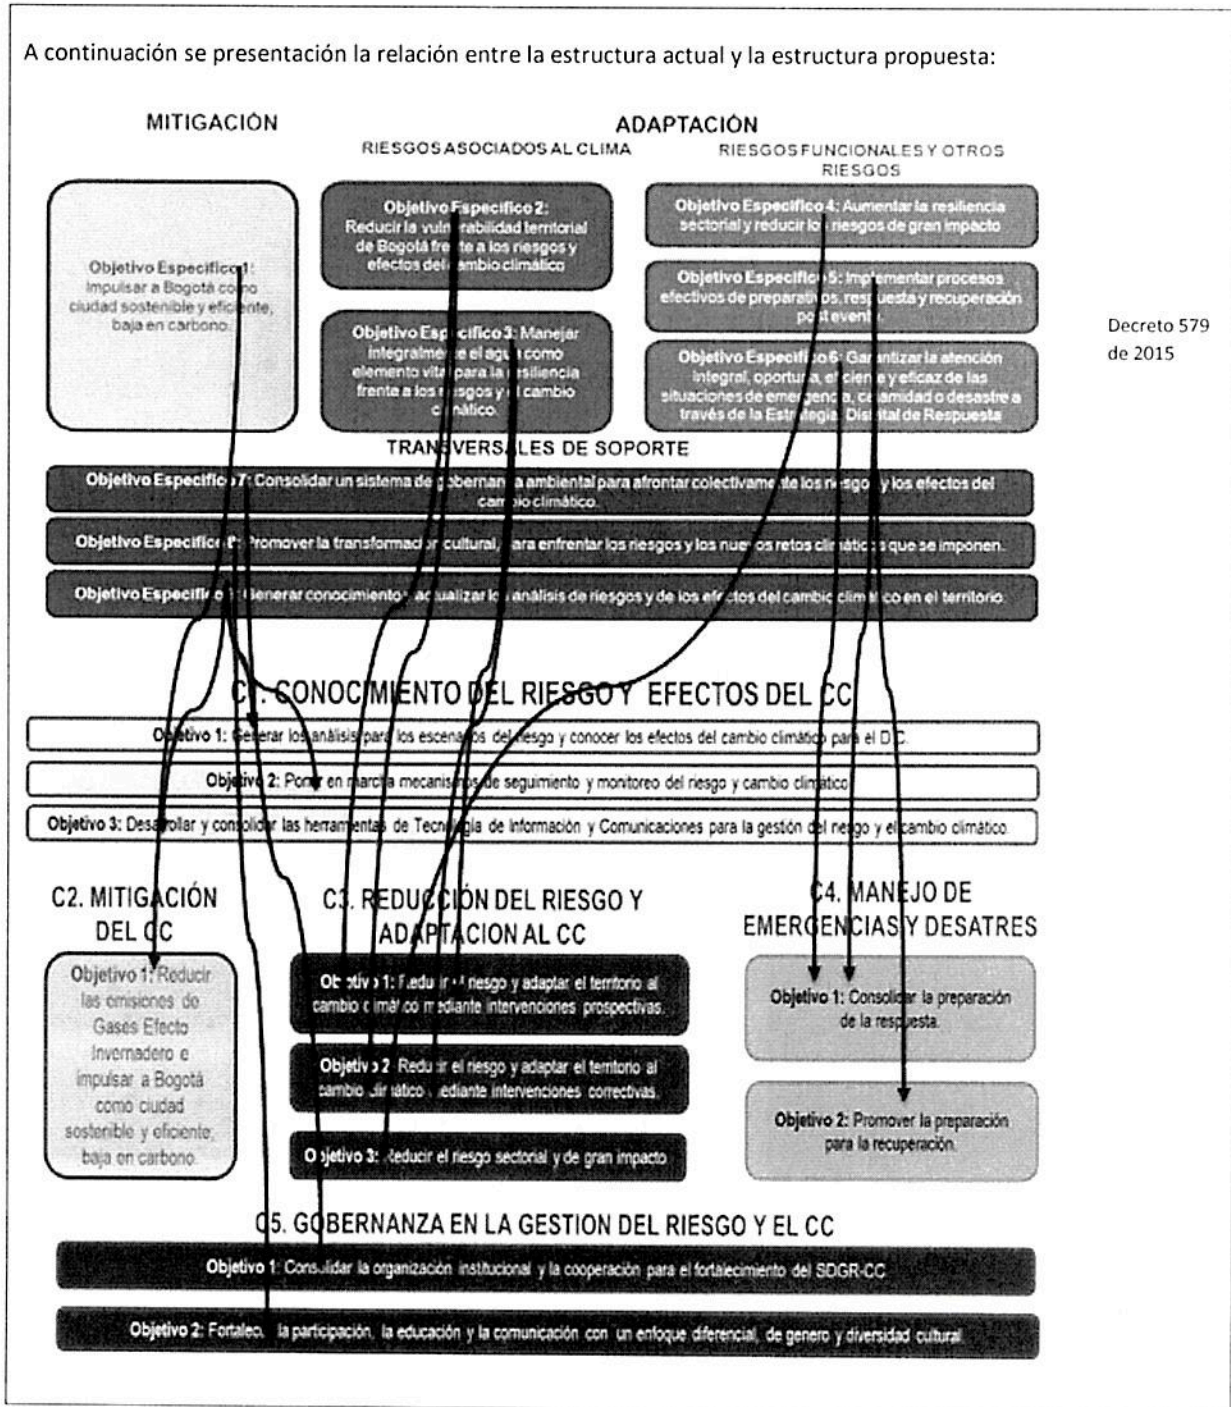 A continuación se presentación la relación entre la estructura actual y la estructura propuesta:
MITIGACIÓN
ADAPTACIÓN
RIESGOS ASOCIADOS AL CLIMA
RIESGOS FUNCIONALES Y OTROS
RIESGOS
Objetivo Especifico 1:
Impulsar a Bogotá como
ciudad sostenible y eficiente,
baja en carbono.
Objetivo Especifico 2:
Reducir la vulnerabilidad territorial
de Bogotá frente a los riesgos y
efectos del cambio climático
Objetivo Especifico 3: Manejar
integralmente el agua como
elemento vital para la resiliencia
frente a los riesgos y el cambio
climático.
Objetivo Especifico 4: Aumentar la resiliencia
sectorial y reducir los riesgos de gran impacto
Objetivo Especifico 5: Implementar procesos
efectivos de preparativos, respuesta y recuperación
post evento.
Objetivo Especifico 6: Garantizar la atención
integral, oportuna, eficiente y eficaz de las
situaciones de emergencia, calamidad o desastre a
través de la Estrategia Distrital de Respuesta
Decreto 579
de 2015
TRANSVERSALES DE SOPORTE
Objetivo Especifico 7: Consolidar un sistema de gobernanza ambiental para afrontar colectivamente los riesgos y los efectos del
cambio climático.
Objetivo Especifico 8: Promover la transformación cultural, para enfrentar los riesgos y los nuevos retos climáticos que se imponen.
Objetivo Especifico 9: Generar conocimiento y actualizar los análisis de riesgos y de los efectos del cambio climático en el territorio.
C1. CONOCIMIENTO DEL RIESGO Y EFECTOS DEL CC
Objetivo 1: Generar los análisis para los escenarios del riesgo y conocer los efectos del cambio climático para el D.C.
Objetivo 2: Poner en marcha mecanismos de seguimiento y monitoreo del riesgo y cambio climático
Objetivo 3: Desarrollar y consolidar las herramientas de Tecnología de Información y Comunicaciones para la gestión del riesgo y el cambio climático.
C2. MITIGACIÓN
DEL CC
Objetivo 1: Reducir
las emisiones de
Gases Efecto
Invernadero e
impulsar a Bogotá
como ciudad
sostenible y eficiente,
baja en carbono.
C3. REDUCCIÓN DEL RIESGO Y
ADAPTACION AL CC
Objetivo 1: Reducir el riesgo y adaptar el territorio al
cambio climático mediante intervenciones prospectivas.
Objetivo 2: Reducir el riesgo y adaptar el territorio al
cambio climático mediante intervenciones correctivas.
Objetivo 3: Reducir el riesgo sectorial y de gran impacto
C4. MANEJO DE
EMERGENCIAS Y DESATRES
Objetivo 1: Consolidar la preparación
de la respuesta.
Objetivo 2: Promover la preparación
para la recuperación.
C5. GOBERNANZA EN LA GESTION DEL RIESGO Y EL CC
Objetivo 1: Consolidar la organización institucional y la cooperación para el fortalecimiento del SDGR-CC
Objetivo 2: Fortalecer la participación, la educación y la comunicación con un enfoque diferencial, de genero y diversidad cultural